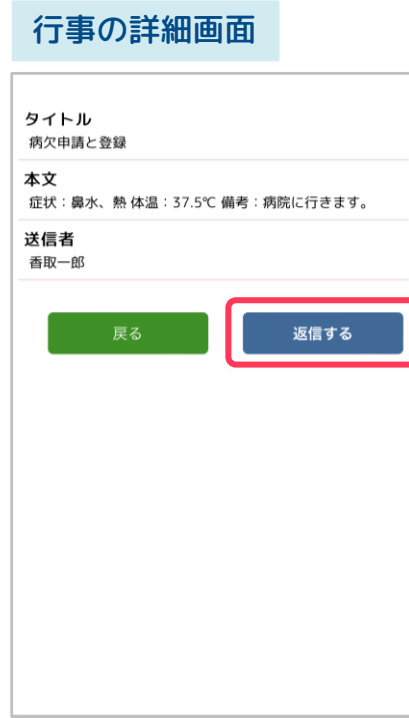 行事の詳細画面
タイトル
病欠申請と登録
本文
症状：鼻水、熱 体温：37.5℃ 備考：病院に行きます。
送信者
香取一郎
戻る
返信する